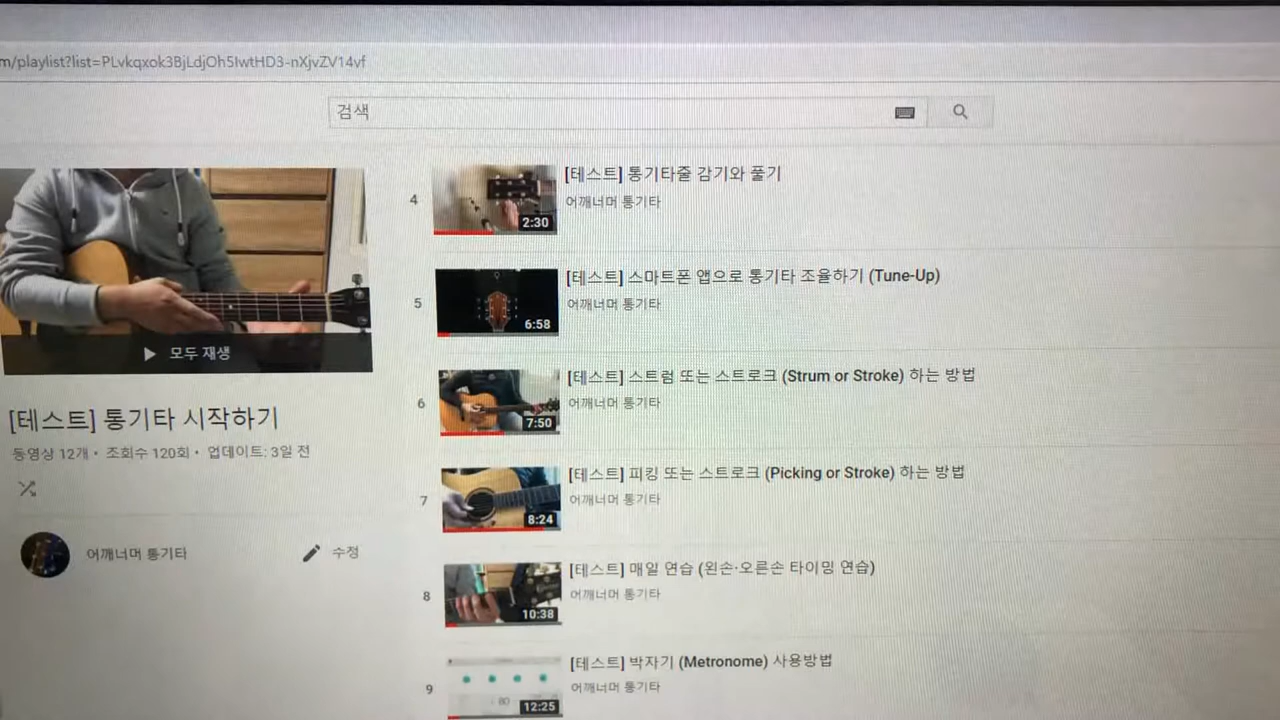 m/playlist?list=PLvkqxok3BjLdjOh5IwtHD3-nXjvZV14vf
검색
모두 재생
[테스트] 통기타 시작하기
동영상 12개 • 조회수 120회 • 업데이트: 3일 전
어깨너머 통기타
수정
4
2:30
[테스트] 통기타줄 감기와 풀기
어깨너머 통기타
5
6:58
[테스트] 스마트폰 앱으로 통기타 조율하기 (Tune-Up)
어깨너머 통기타
6
7:50
[테스트] 스트럼 또는 스트로크 (Strum or Stroke) 하는 방법
어깨너머 통기타
7
8:24
[테스트] 피킹 또는 스트로크 (Picking or Stroke) 하는 방법
어깨너머 통기타
8
10:38
[테스트] 매일 연습 (왼손·오른손 타이밍 연습)
어깨너머 통기타
9
80
12:25
[테스트] 박자기 (Metronome) 사용방법
어깨너머 통기타